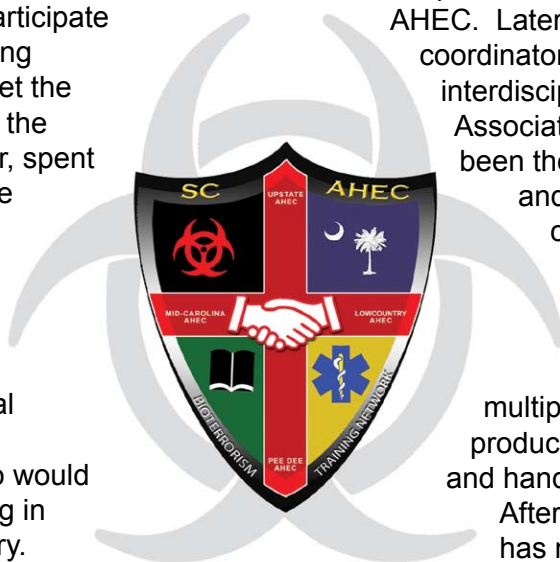 articipate
ng
et the
the
r, spent
e
al
o would
g in
ry.
AHEC. Later
coordinator
interdiscip
Associat
been the
and
multip
produc
and hand
After
has r
SC AHEC
UPSTATE
AHEC
MID-CAROLINA
AHEC
LOWCOUNTRY
AHEC
PEE DEE
AHEC
BIOTERRORISM
TRAINING NETWORK